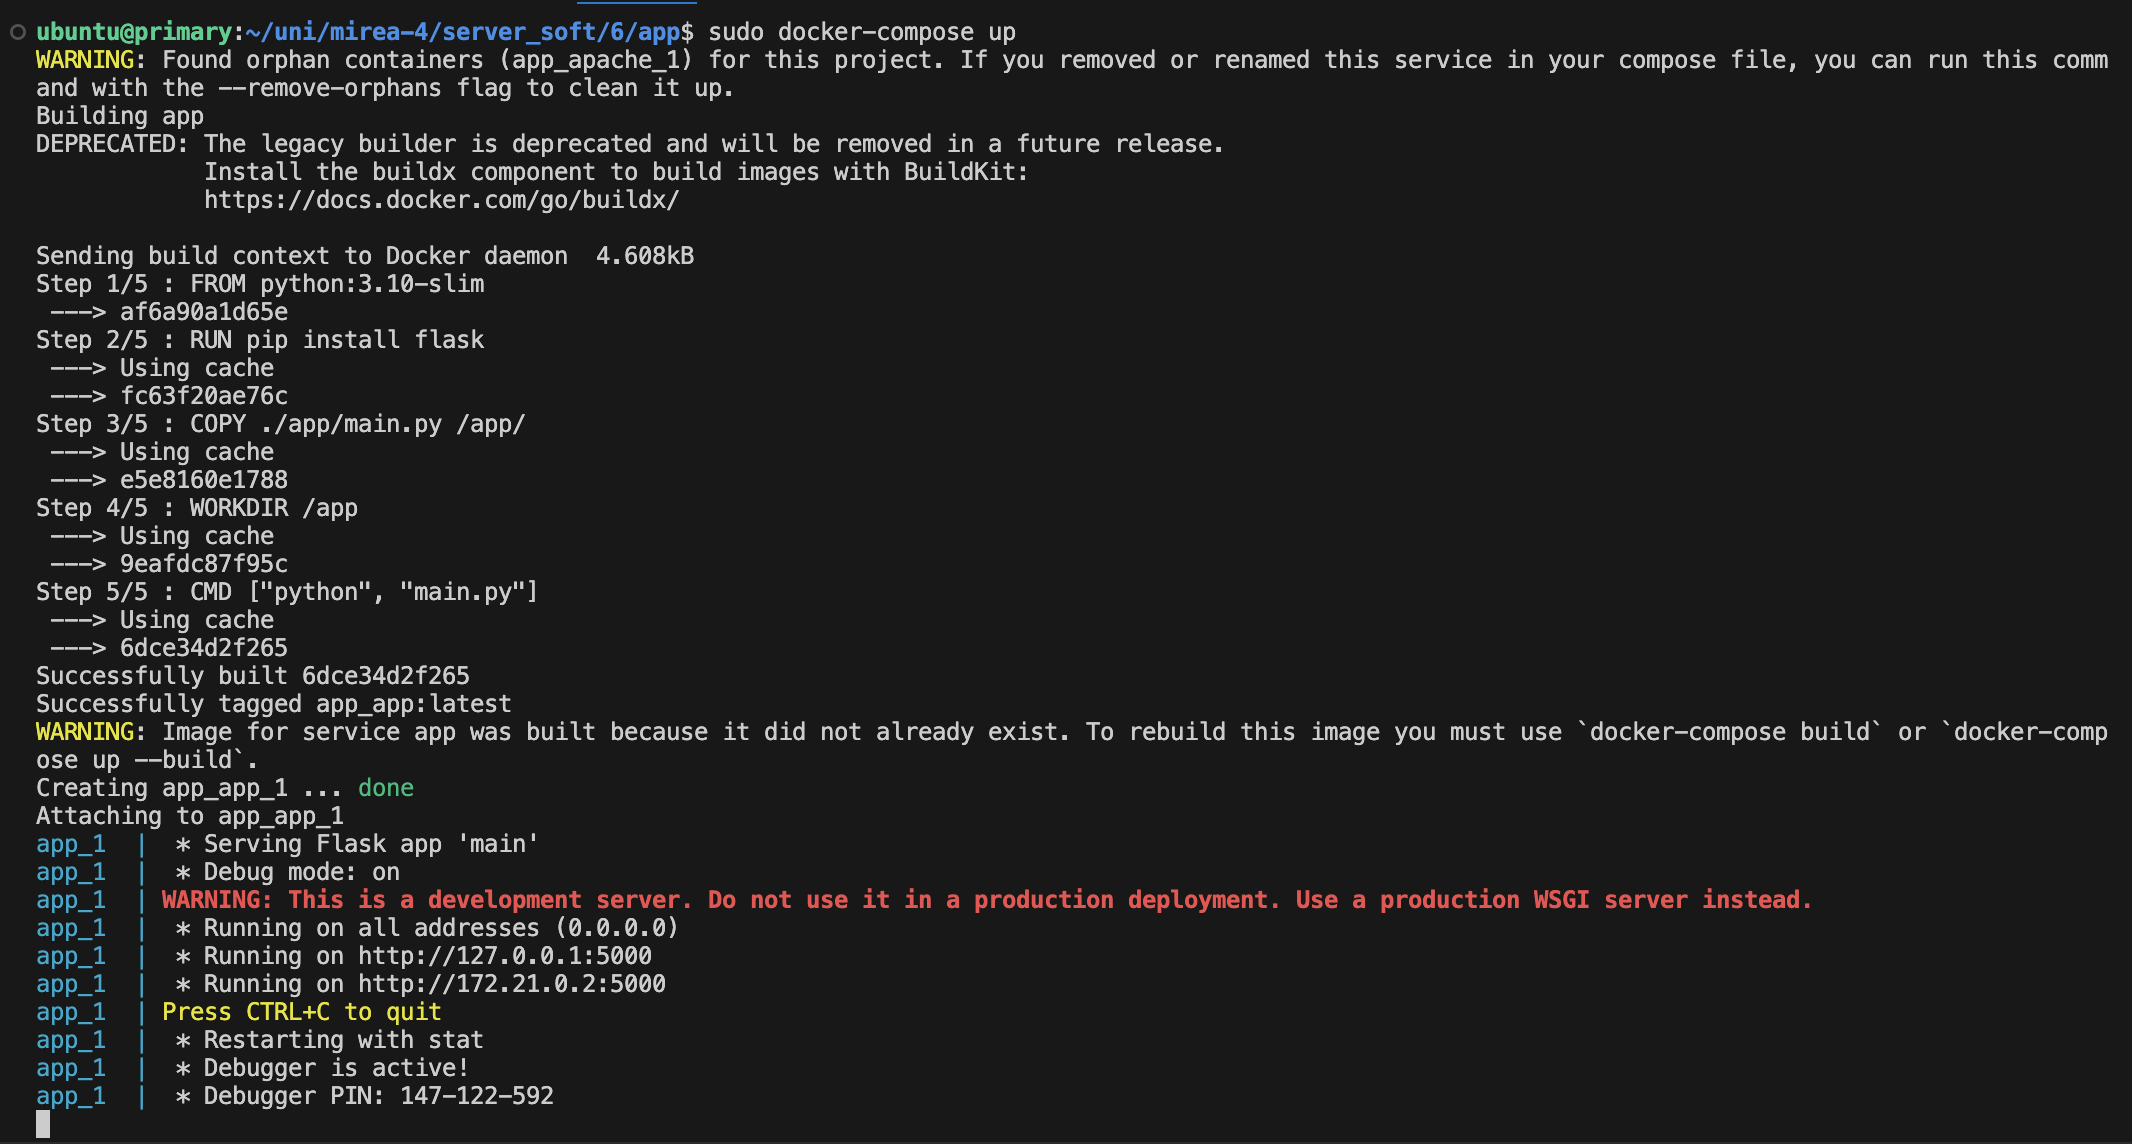 ubuntu@primary:~/uni/mirea-4/server_soft/6/app$ sudo docker-compose up
WARNING: Found orphan containers (app_apache_1) for this project. If you removed or renamed this service in your compose file, you can run this comm
and with the --remove-orphans flag to clean it up.
Building app
DEPRECATED: The legacy builder is deprecated and will be removed in a future release.
            Install the buildx component to build images with BuildKit:
            https://docs.docker.com/go/buildx/

Sending build context to Docker daemon  4.608kB
Step 1/5 : FROM python:3.10-slim
 ---> af6a90a1d65e
Step 2/5 : RUN pip install flask
 ---> Using cache
 ---> fc63f20ae76c
Step 3/5 : COPY ./app/main.py /app/
 ---> Using cache
 ---> e5e8160e1788
Step 4/5 : WORKDIR /app
 ---> Using cache
 ---> 9eafdc87f95c
Step 5/5 : CMD ["python", "main.py"]
 ---> Using cache
 ---> 6dce34d2f265
Successfully built 6dce34d2f265
Successfully tagged app_app:latest
WARNING: Image for service app was built because it did not already exist. To rebuild this image you must use `docker-compose build` or `docker-comp
ose up --build`.
Creating app_app_1 ... done
Attaching to app_app_1
app_1  |  * Serving Flask app 'main'
app_1  |  * Debug mode: on
app_1  | WARNING: This is a development server. Do not use it in a production deployment. Use a production WSGI server instead.
app_1  |  * Running on all addresses (0.0.0.0)
app_1  |  * Running on http://127.0.0.1:5000
app_1  |  * Running on http://172.21.0.2:5000
app_1  | Press CTRL+C to quit
app_1  |  * Restarting with stat
app_1  |  * Debugger is active!
app_1  |  * Debugger PIN: 147-122-592